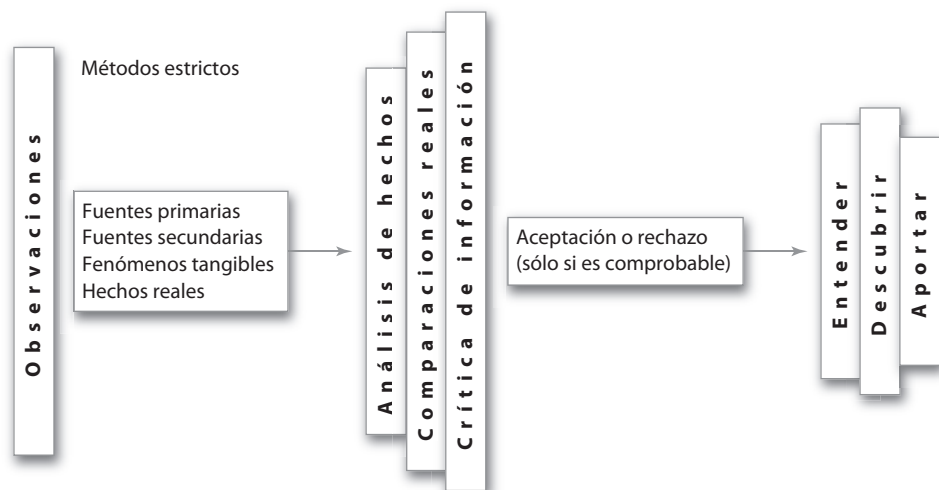 Observaciones
Métodos estrictos
Fuentes primarias
Fuentes secundarias
Fenómenos tangibles
Hechos reales
Análisis de hechos
Comparaciones reales
Crítica de información
Aceptación o rechazo
(sólo si es comprobable)
Entender
Descubrir
Aportar